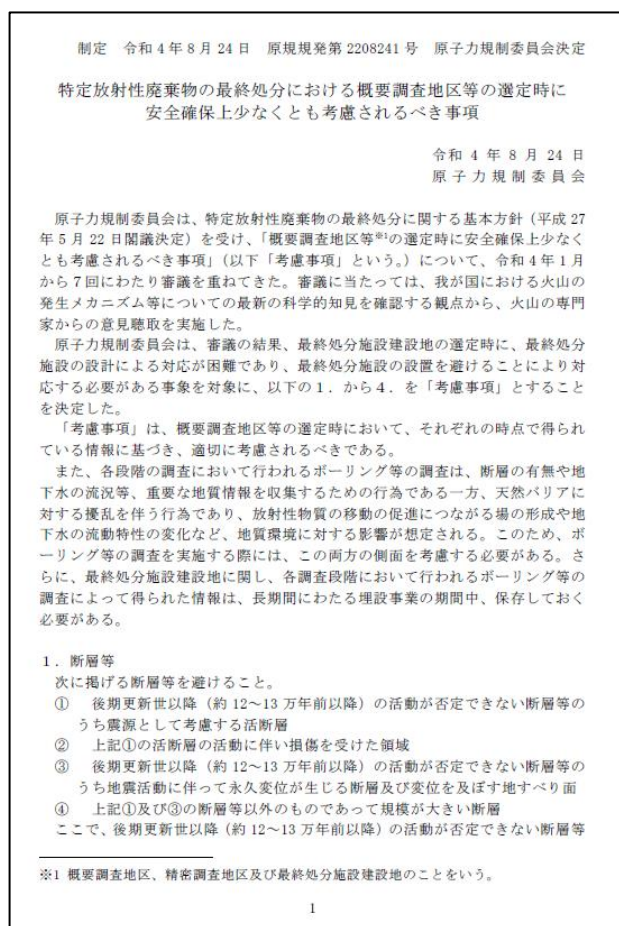 制定　令和4年8月24日　原規規発第2208241号　原子力規制委員会決定
特定放射性廃棄物の最終処分における概要調査地区等の選定時に
安全確保上少なくとも考慮されるべき事項
令和 4 年 8 月 24 日
原子力規制委員会
　原子力規制委員会は、特定放射性廃棄物の最終処分に関する基本方針（平成 27
年５月 22 日閣議決定）を受け、「概要調査地区等※1の選定時に安全確保上少なく
とも考慮されるべき事項」（以下「考慮事項」という。）について、令和４年１月
から７回にわたり審議を重ねてきた。審議に当たっては、我が国における火山の
発生メカニズム等についての最新の科学的知見を確認する観点から、火山の専門
家からの意見聴取を実施した。
　原子力規制委員会は、審議の結果、最終処分施設建設地の選定時に、最終処分
施設の設計による対応が困難であり、最終処分施設の設置を避けることにより対
応する必要がある事象を対象に、以下の１．から４．を「考慮事項」とすること
を決定した。
　「考慮事項」は、概要調査地区等の選定時において、それぞれの時点で得られ
ている情報に基づき、適切に考慮されるべきである。
　また、各段階の調査において行われるボーリング等の調査は、断層の有無や地
下水の流況等、重要な地質情報を収集するための行為である一方、天然バリアに
対する擾乱を伴う行為であり、放射性物質の移動の促進につながる場の形成や地
下水の流動特性の変化など、地質環境に対する影響が想定される。このため、ボ
ーリング等の調査を実施する際には、この両方の側面を考慮する必要がある。さ
らに、最終処分施設建設地に関し、各調査段階において行われるボーリング等の
調査によって得られた情報は、長期間にわたる埋設事業の期間中、保存しておく
必要がある。
１．断層等
次に掲げる断層等を避けること。
①　後期更新世以降（約 12～13 万年前以降）の活動が否定できない断層等の
うち震源として考慮する活断層
②　上記①の活断層の活動に伴い損傷を受けた領域
③　後期更新世以降（約 12～13 万年前以降）の活動が否定できない断層等の
うち地震活動に伴って永久変位が生じる断層及び変位を及ぼす地すべり面
④　上記①及び③の断層等以外のものであって規模が大きい断層
ここで、後期更新世以降（約 12～13 万年前以降）の活動が否定できない断層等
※1 概要調査地区、精密調査地区及び最終処分施設建設地のことをいう。
1